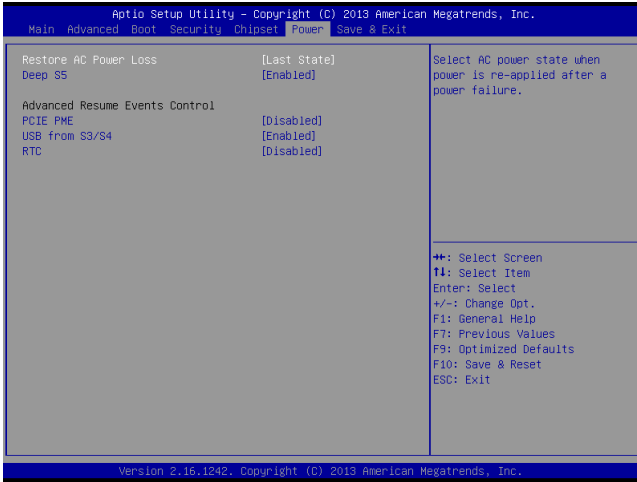 Aptio Setup Utility – Copyright (C) 2013 American Megatrends, Inc.
Main Advanced Boot Security Chipset Power Save & Exit
Restore AC Power Loss [Last State]
Deep S5 [Enabled]
Advanced Resume Events Control
PCIE PME [Disabled]
USB from S3/S4 [Enabled]
RTC [Disabled]
Select AC power state when
power is re-applied after a
power failure.
→←: Select Screen
↑↓: Select Item
Enter: Select
+/-: Change Opt.
F1: General Help
F7: Previous Values
F9: Optimized Defaults
F10: Save & Reset
ESC: Exit
Version 2.16.1242. Copyright (C) 2013 American Megatrends, Inc.